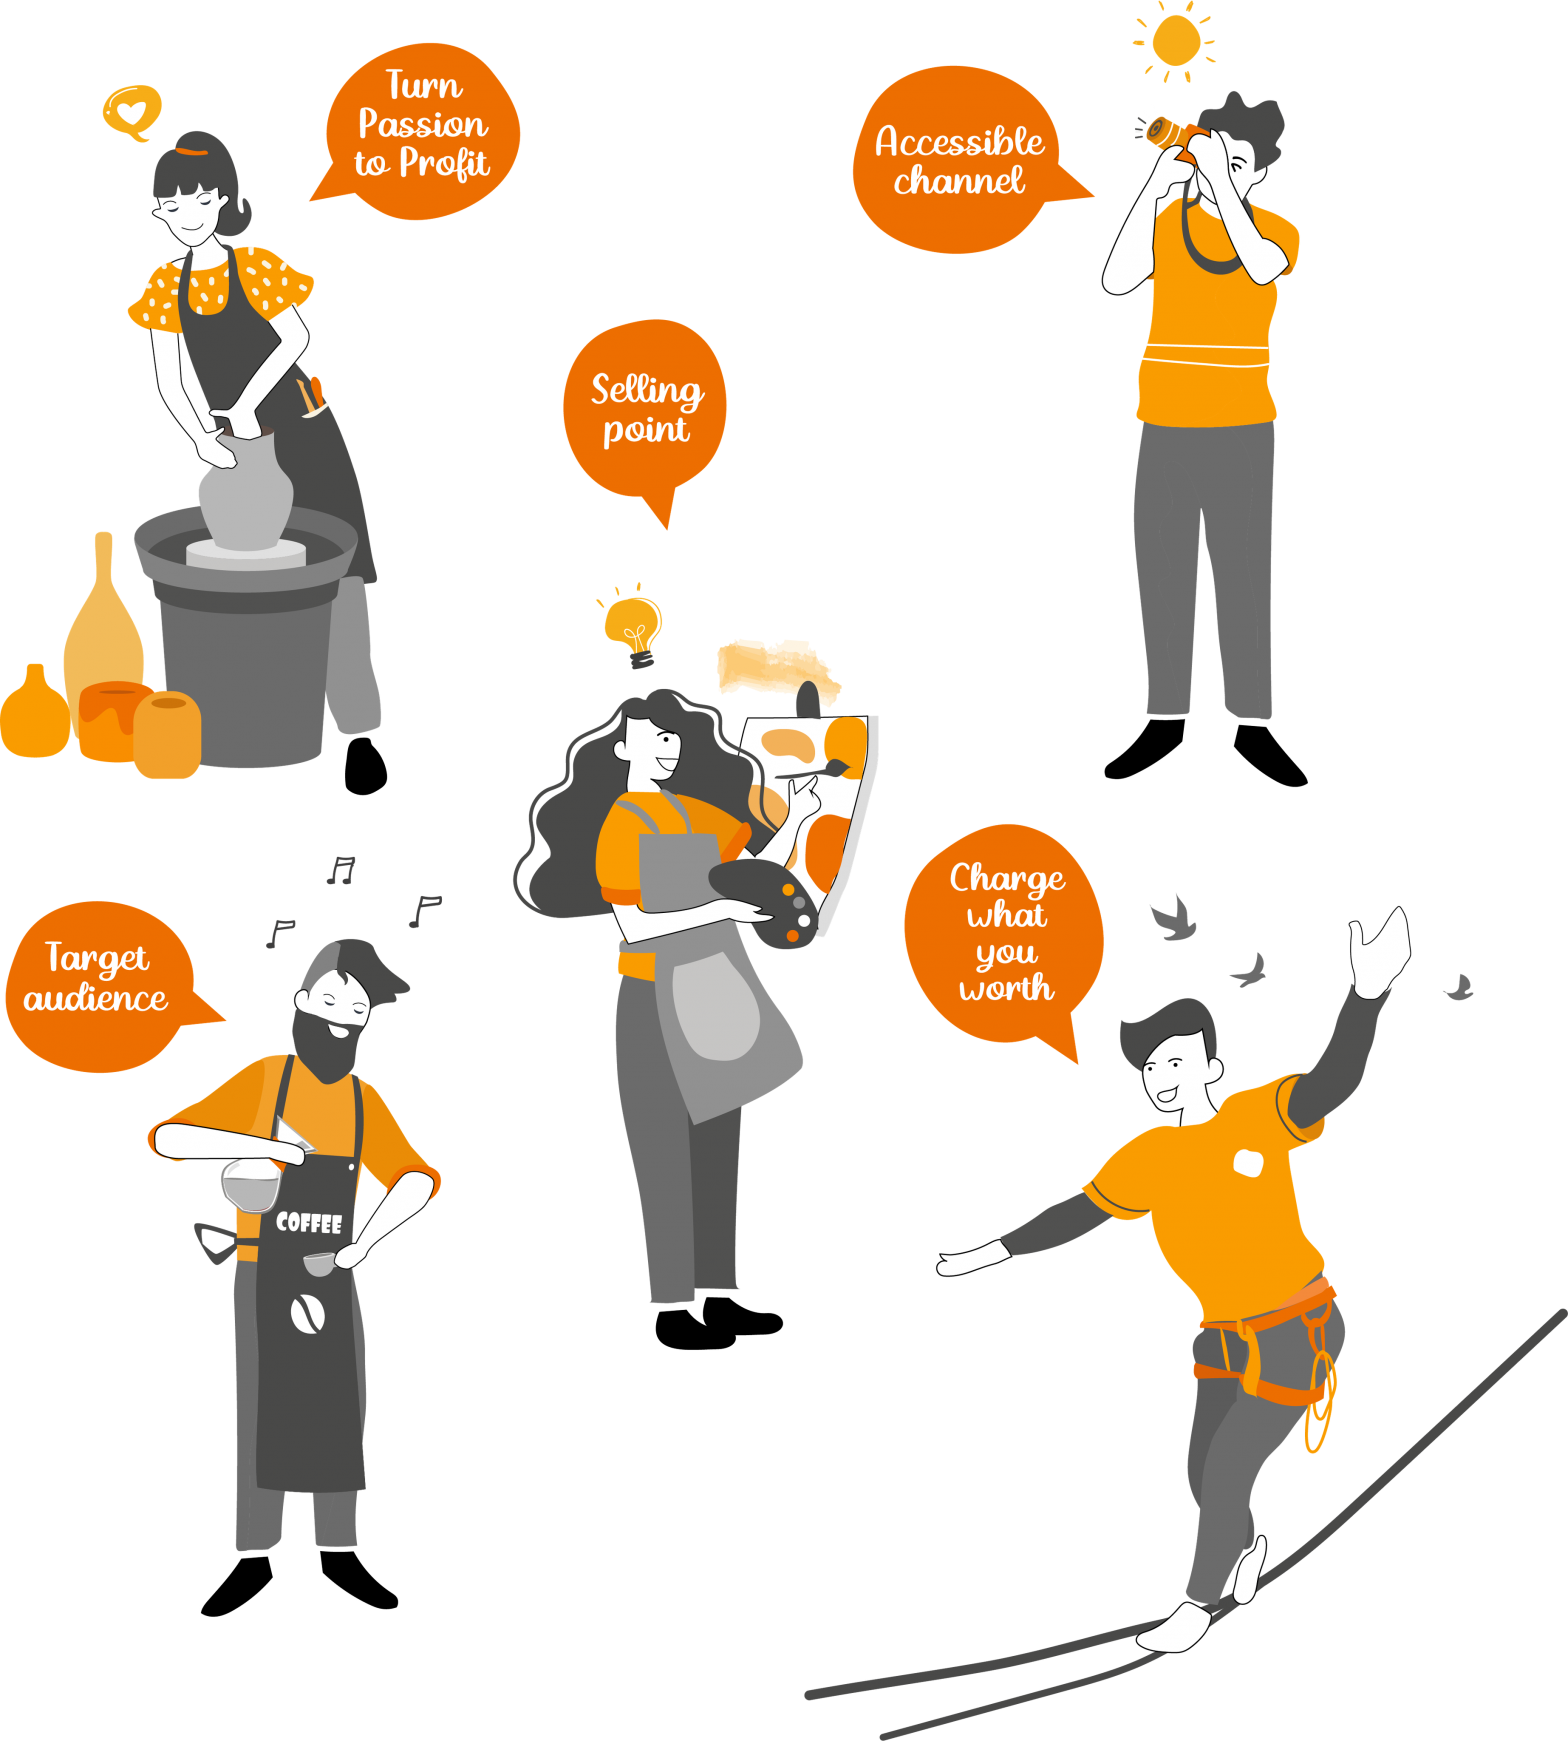 Turn
Passion
to Profit
Accessible
channel
Selling
point
Charge
what
you
worth
Target
audience
COFFEE